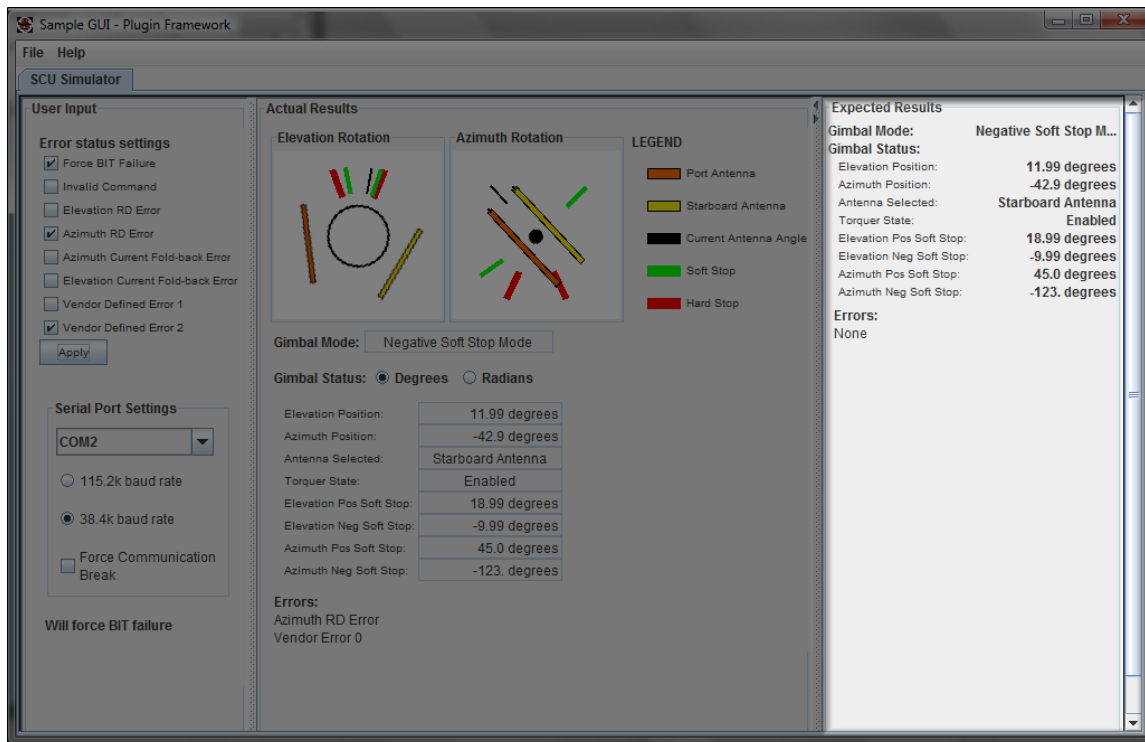 Sample GUI - Plugin Framework
File Help
SCU Simulator
User Input
Error status settings
Force BIT Failure
Invalid Command
Elevation RD Error
Azimuth RD Error
Azimuth Current Fold-back Error
Elevation Current Fold-back Error
Vendor Defined Error 1
Vendor Defined Error 2
Apply
Serial Port Settings
COM2
115.2k baud rate
38.4k baud rate
Force Communication
Break
Will force BIT failure
Actual Results
Elevation Rotation
Azimuth Rotation
LEGEND
Port Antenna
Starboard Antenna
Current Antenna Angle
Soft Stop
Hard Stop
Gimbal Mode: Negative Soft Stop Mode
Gimbal Status: Degrees Radians
Elevation Position: 11.99 degrees
Azimuth Position: -42.9 degrees
Antenna Selected: Starboard Antenna
Torquer State: Enabled
Elevation Pos Soft Stop: 18.99 degrees
Elevation Neg Soft Stop: -9.99 degrees
Azimuth Pos Soft Stop: 45.0 degrees
Azimuth Neg Soft Stop: -123. degrees
Errors:
Azimuth RD Error
Vendor Error 0
Expected Results
Gimbal Mode: Negative Soft Stop M...
Gimbal Status:
Elevation Position: 11.99 degrees
Azimuth Position: -42.9 degrees
Antenna Selected: Starboard Antenna
Torquer State: Enabled
Elevation Pos Soft Stop: 18.99 degrees
Elevation Neg Soft Stop: -9.99 degrees
Azimuth Pos Soft Stop: 45.0 degrees
Azimuth Neg Soft Stop: -123. degrees
Errors:
None